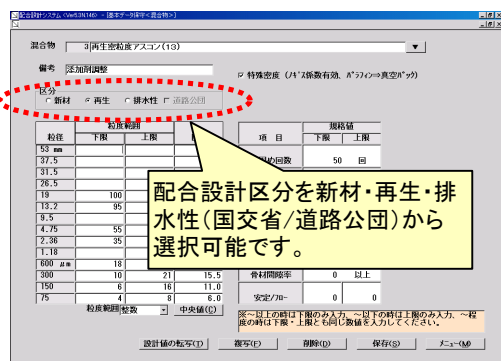 配合設計システム (Ver6.3N146) - [基本データ保守<混合物>]
混合物 3 再生密粒度アスコン(13)
備考 添加剤調整
特殊密度 (ﾉｷﾞｽ係数有効、ﾊﾟﾗﾌｨﾝ⇒真空ﾊﾟｯｸ)
区分
新材 再生 排水性 道路公団
粒度範囲 規格値
粒径 下限 上限 項 目 下限 上限
53 mm
37.5 め回数 50 回
31.5
26.5
19 100
13.2 95
9.5
4.75 55
2.36 35
1.18
600 μm 18
300 10 21 15.5 骨材間隙率 0 以上
150 6 16 11.0
75 4 8 6.0 安定/フロー 0 0
配合設計区分を新材・再生・排
水性(国交省/道路公団)から
選択可能です。
粒度範囲 整数 中央値(C)
※~以上の時は下限のみ入力、~以下の時は上限のみ入力、~程
度の時は下限・上限とも同じ数値を入力してください。
設計値の転写(T) 複写(F) 削除(D) 保存(S) メニュー(M)